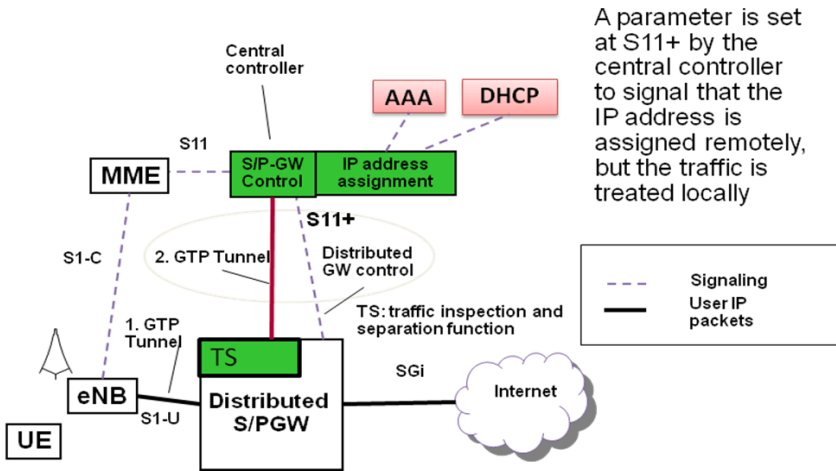 A parameter is set
at S11+ by the
central controller
to signal that the
IP address is
assigned remotely,
but the traffic is
treated locally
Central
controller
AAA
DHCP
S11
MME
S/P-GW
Control
IP address
assignment
S11+
S1-C
2. GTP Tunnel
Distributed
GW control
Signaling
User IP
packets
1. GTP
Tunnel
TS: traffic inspection and
separation function
TS
SGi
eNB
Internet
S1-U
Distributed
S/PGW
UE